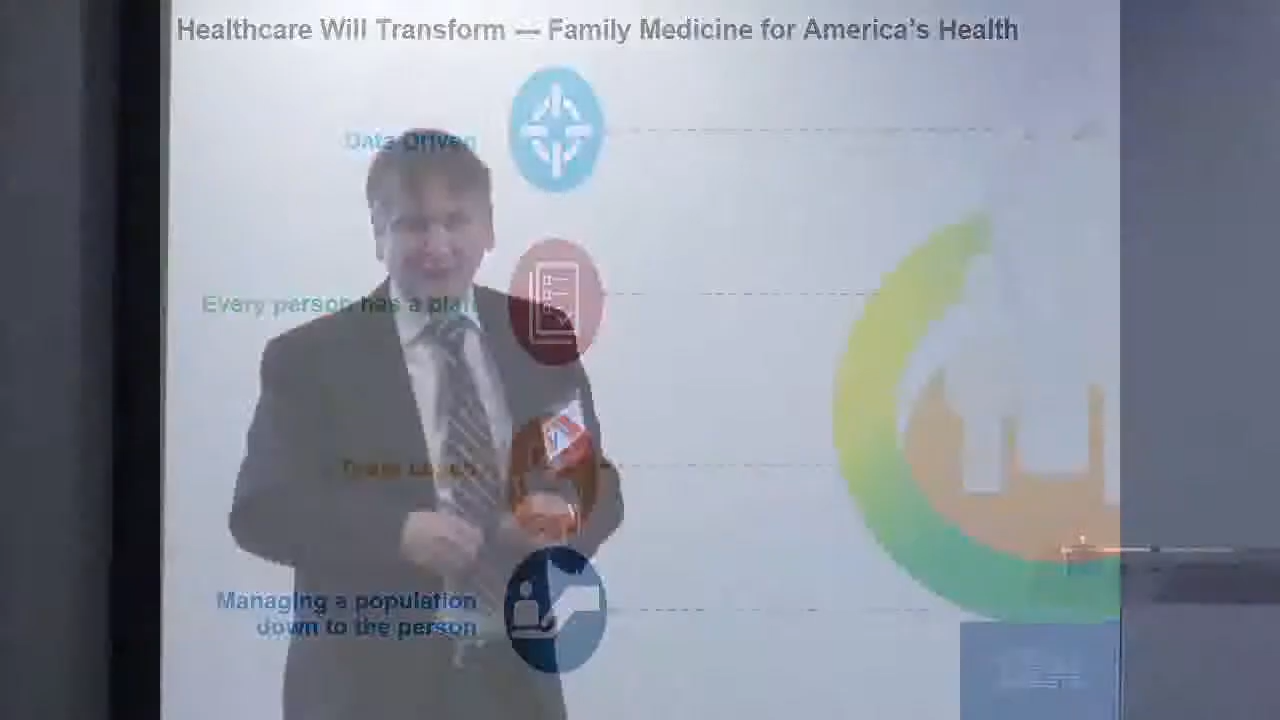 Healthcare Will Transform — Family Medicine for America's Health
Data Driven
Every person has a plan
Team
Managing a population
down to the person